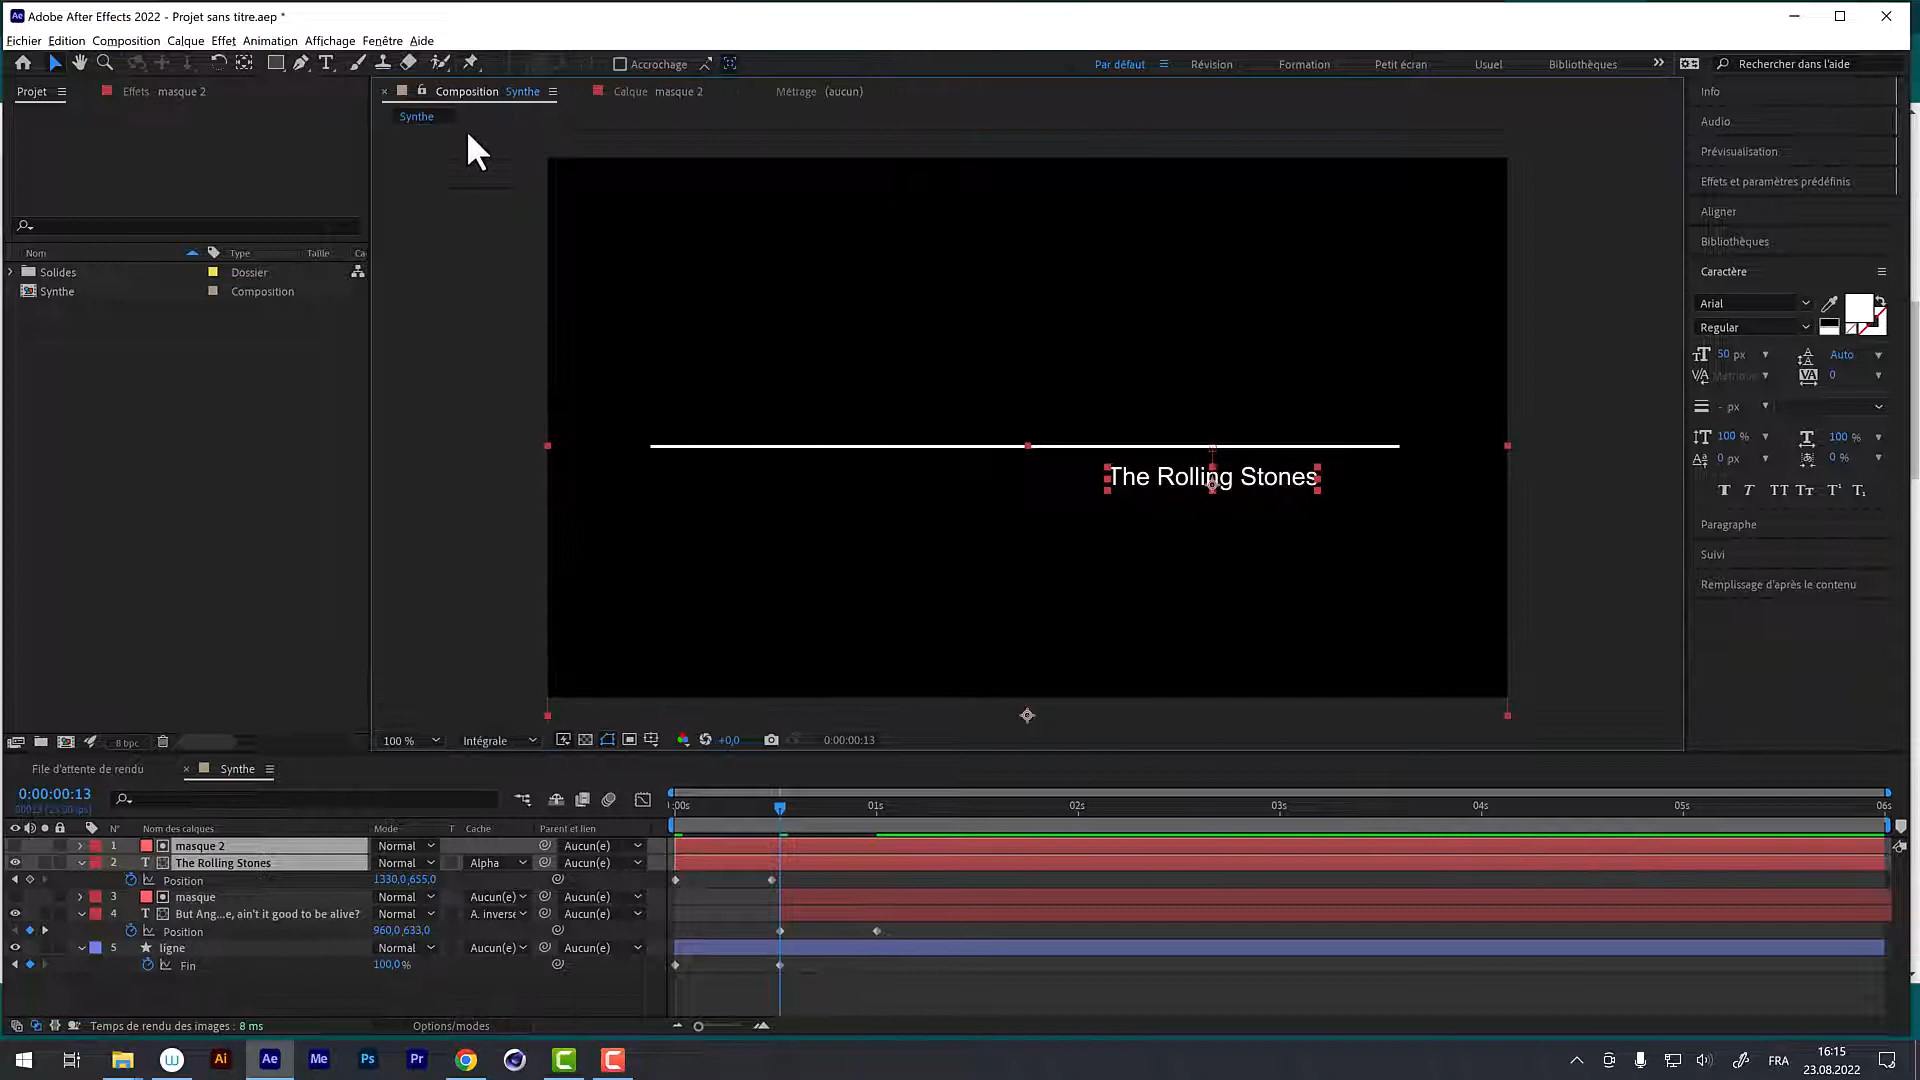 Adobe After Effects 2022 - Projet sans titre.aep *
Fichier Edition Composition Calque Effet Animation Affichage Fenêtre Aide
Accrochage Par défaut Révision Formation Petit écran Usuel Bibliothèques Rechercher dans l'aide
Projet Effets masque 2 Composition Synthe Calque masque 2 Métrage (aucun) Info
Synthe Audio
Prévisualisation
Effets et paramètres prédéfinis
Aligner
Bibliothèques
Nom Type Taille Ca
Solides Dossier
Synthe Composition
Caractère
Arial
Regular
50 px Auto
Métrique 0
- px
100 % 100 %
0 px 0 %
The Rolling Stones
Paragraphe
Suivi
Remplissage d'après le contenu
8 bpc 100 % Intégrale +0,0 0:00:00:13
File d'attente de rendu Synthe
0:00:00:13
:00s 01s 02s 03s 04s 05s 06s
N° Nom des calques Mode T Cache Parent et lien
1 masque 2 Normal Aucun(e)
2 The Rolling Stones Normal Alpha Aucun(e)
Position 1330,0,655,0
3 masque Normal Aucun(e) Aucun(e)
4 But Ang...e, ain't it good to be alive? Normal A. inverse Aucun(e)
Position 960,0,633,0
5 ligne Normal Aucun(e) Aucun(e)
Fin 100,0%
Temps de rendu des images : 8 ms Options/modes
FRA 16:15
23.08.2022